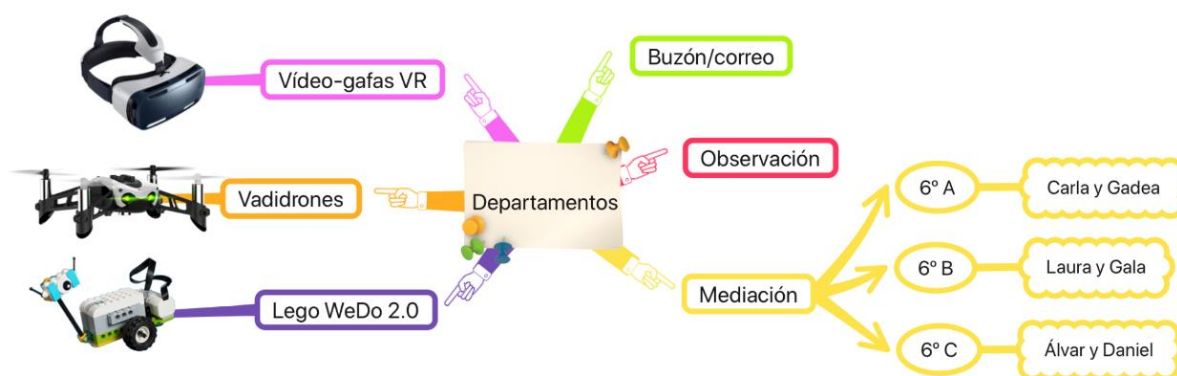 Vídeo-gafas VR
Vadidrones
Lego WeDo 2.0
Departamentos
Buzón/correo
Observación
Mediación
6º A
Carla y Gadea
6º B
Laura y Gala
6º C
Álvar y Daniel